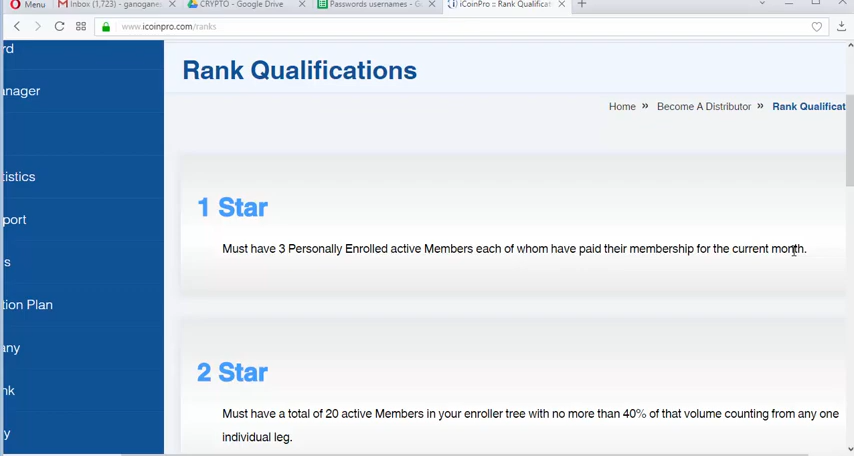 Menu Inbox (1,723) - ganogane CRYPTO - Google Drive Passwords usernames - G iCoinPro :: Rank Qualificat
www.icoinpro.com/ranks
rd
anager
tistics
port
s
tion Plan
any
nk
y
Rank Qualifications
Home » Become A Distributor » Rank Qualificat
1 Star
Must have 3 Personally Enrolled active Members each of whom have paid their membership for the current month.
2 Star
Must have a total of 20 active Members in your enroller tree with no more than 40% of that volume counting from any one
individual leg.